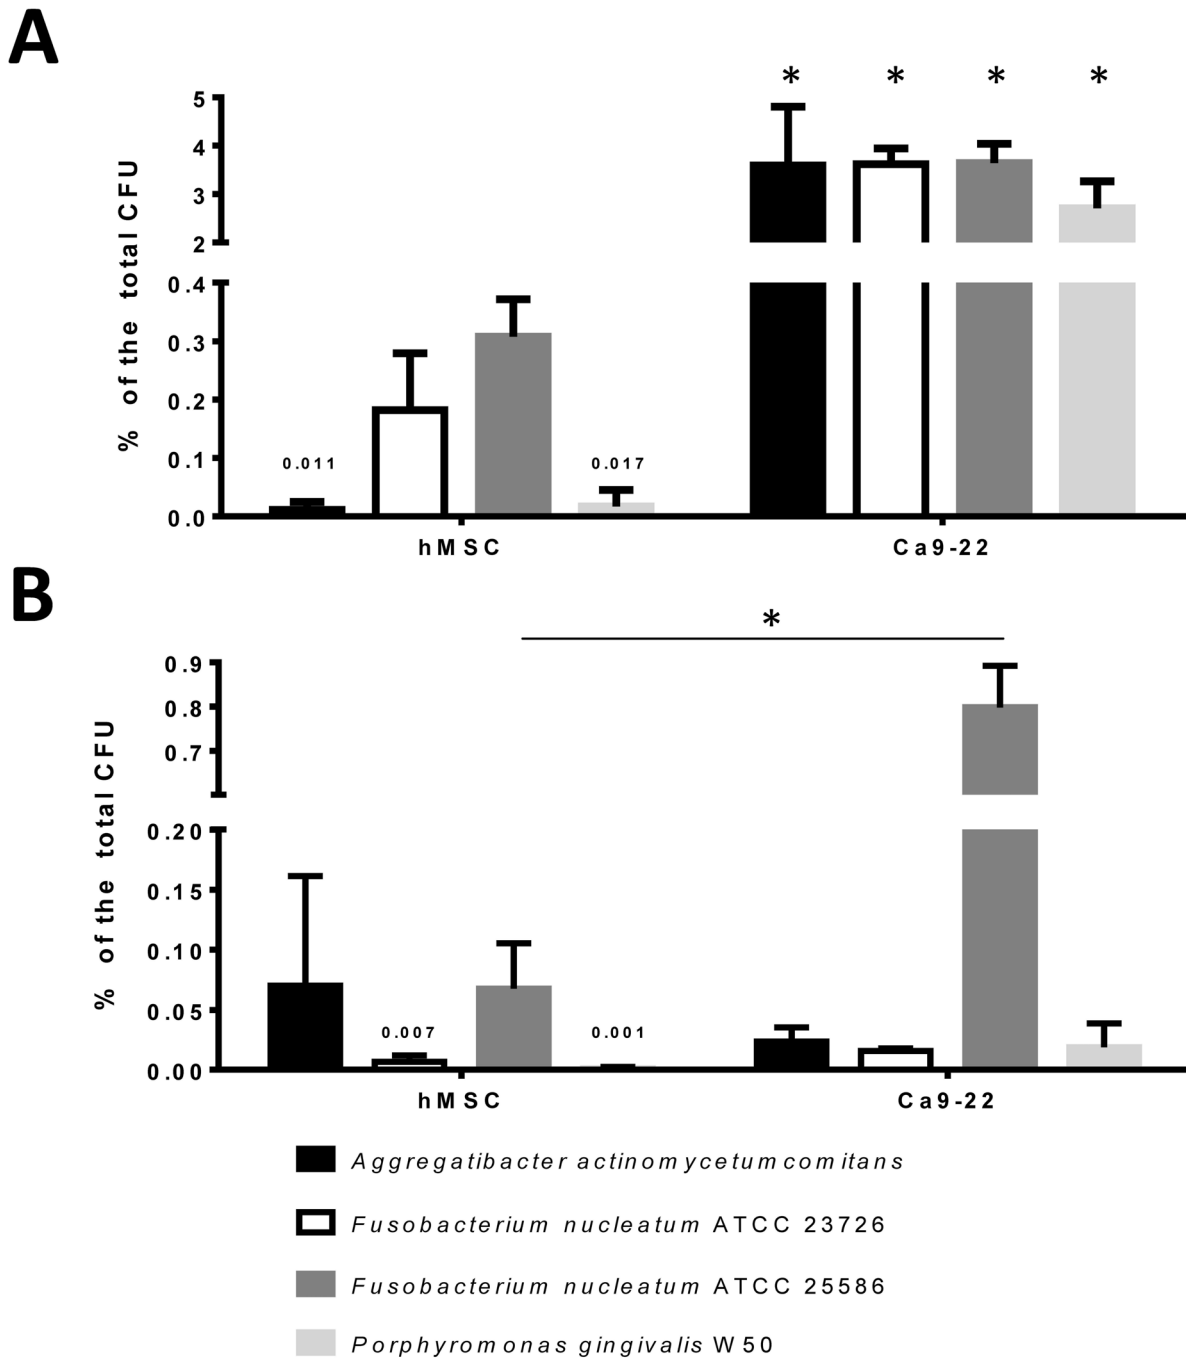 A
* * * *
5
4
3
2
0.4
0.3
0.2
0.1
0.0
% of the total CFU
0.011
0.017
hMSC
Ca9-22
B
*
0.9
0.8
0.7
0.20
0.15
0.10
0.05
0.00
% of the total CFU
0.007
0.001
hMSC
Ca9-22
Aggregatibacter actinomycetumcomitans
Fusobacterium nucleatum ATCC 23726
Fusobacterium nucleatum ATCC 25586
Porphyromonas gingivalis W50